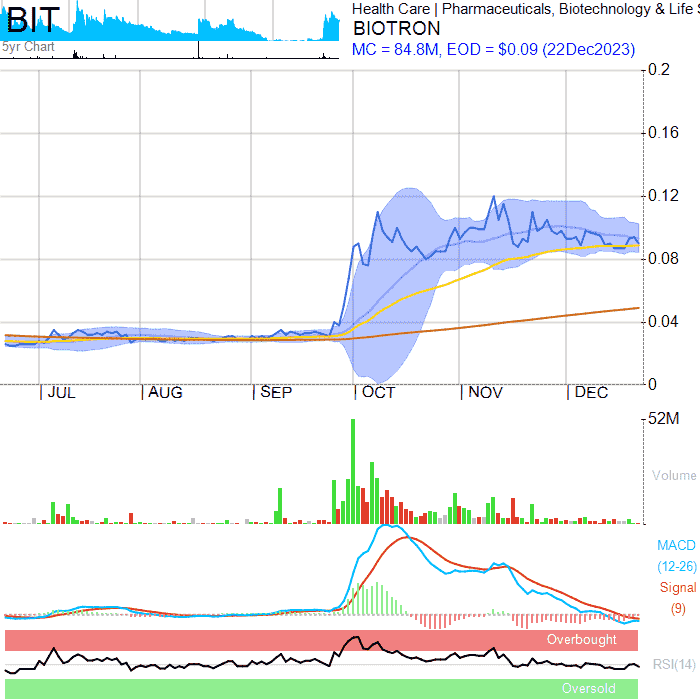 BIT
5yr Chart
Health Care | Pharmaceuticals, Biotechnology & Life S
BIOTRON
MC = 84.8M, EOD = $0.09 (22Dec2023)
0.2
0.16
0.12
0.08
0.04
0
JUL AUG SEP OCT NOV DEC
52M
Volume
MACD
(12-26)
Signal
(9)
Overbought
RSI(14)
Oversold